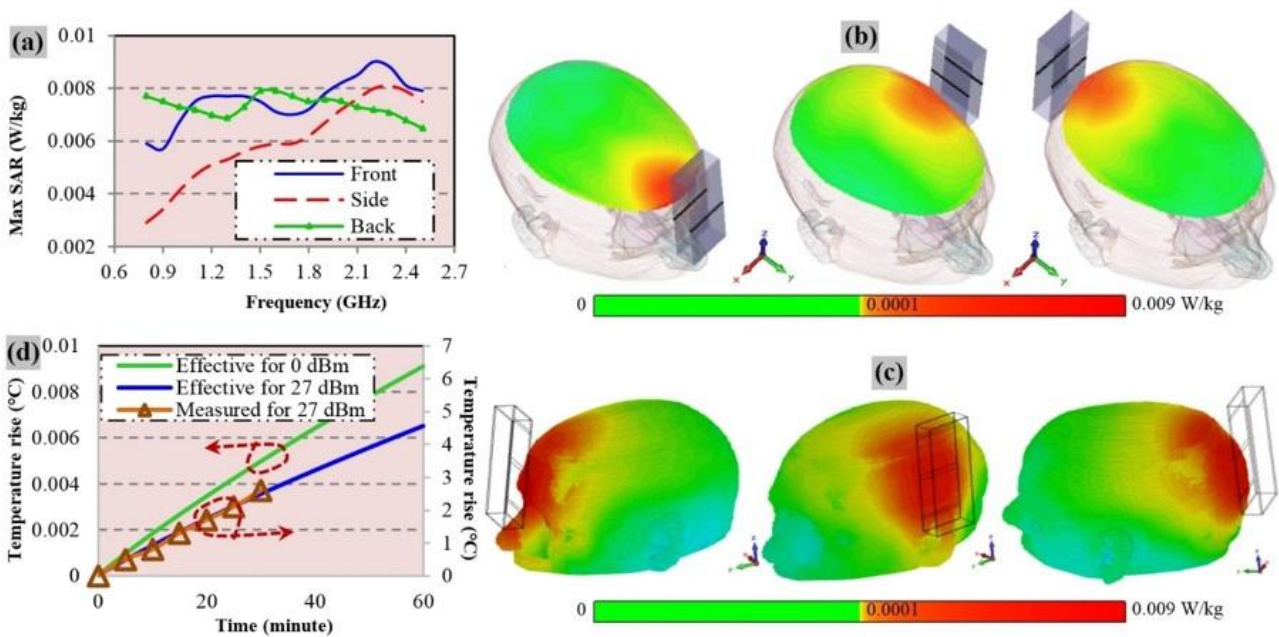 (a)
Max SAR (W/kg)
0.01
0.008
0.006
0.004
0.002
Front
Side
Back
0.6 0.9 1.2 1.5 1.8 2.1 2.4 2.7
Frequency (GHz)
(b)
z
x y
z
x y
0 0.0001 0.009 W/kg
(d)
Temperature rise (°C)
0.01
0.008
0.006
0.004
0.002
0
Effective for 0 dBm
Effective for 27 dBm
Measured for 27 dBm
7
6
5
4
3
2
1
0
Temperature rise (°C)
0 20 40 60
Time (minute)
(c)
0 0.0001 0.009 W/kg